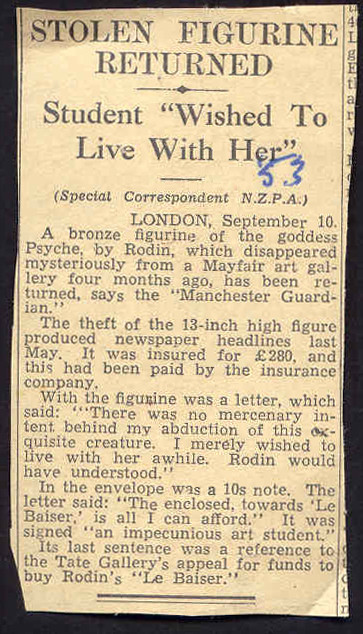 STOLEN FIGURINE
RETURNED
Student "Wished To
Live With Her"
53
(Special Correspondent N.Z.P.A.)
LONDON, September 10.
A bronze figurine of the goddess
Psyche, by Rodin, which disappeared
mysteriously from a Mayfair art gal-
lery four months ago, has been re-
turned, says the "Manchester Guard-
ian."
The theft of the 13-inch high figure
produced newspaper headlines last
May. It was insured for £280, and
this had been paid by the insurance
company.
With the figurine was a letter, which
said: "'There was no mercenary in-
tent behind my abduction of this ex-
quisite creature. I merely wished to
live with her awhile. Rodin would
have understood."
In the envelope was a 10s note. The
letter said: "The enclosed, towards 'Le
Baiser,' is all I can afford." It was
signed "an impecunious art student."
Its last sentence was a reference to
the Tate Gallery's appeal for funds to
buy Rodin's "Le Baiser."